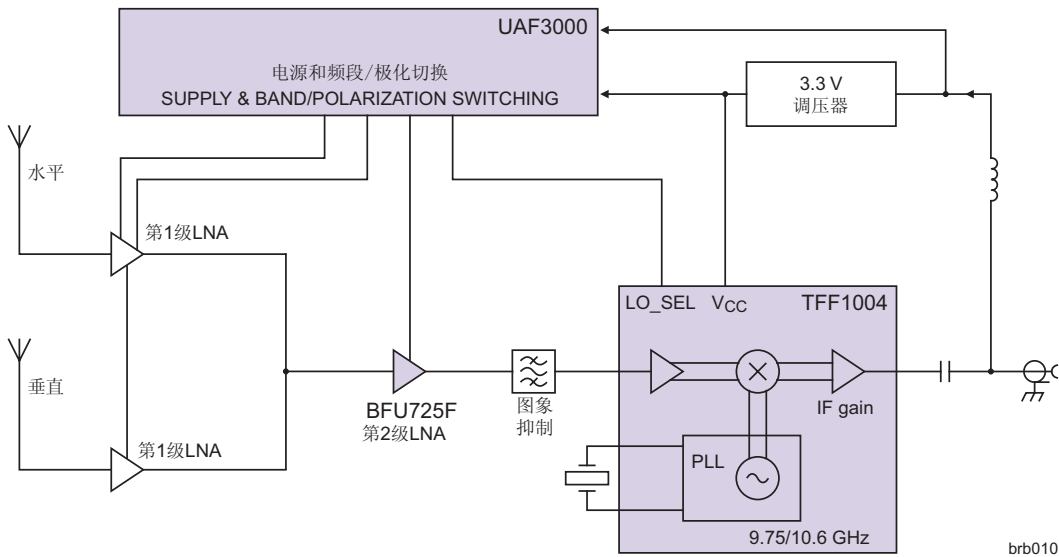 UAF3000
电源和频段/极化切换
SUPPLY & BAND/POLARIZATION SWITCHING
3.3 V
调压器
水平
第1级LNA
LO_SEL
VCC
TFF1004
垂直
BFU725F
第2级LNA
图象
抑制
IF gain
第1级LNA
PLL
9.75/10.6 GHz
brb010